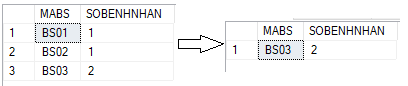 MABS SOBENHNHAN
1 BS01 1
2 BS02 1
3 BS03 2
MABS SOBENHNHAN
1 BS03 2